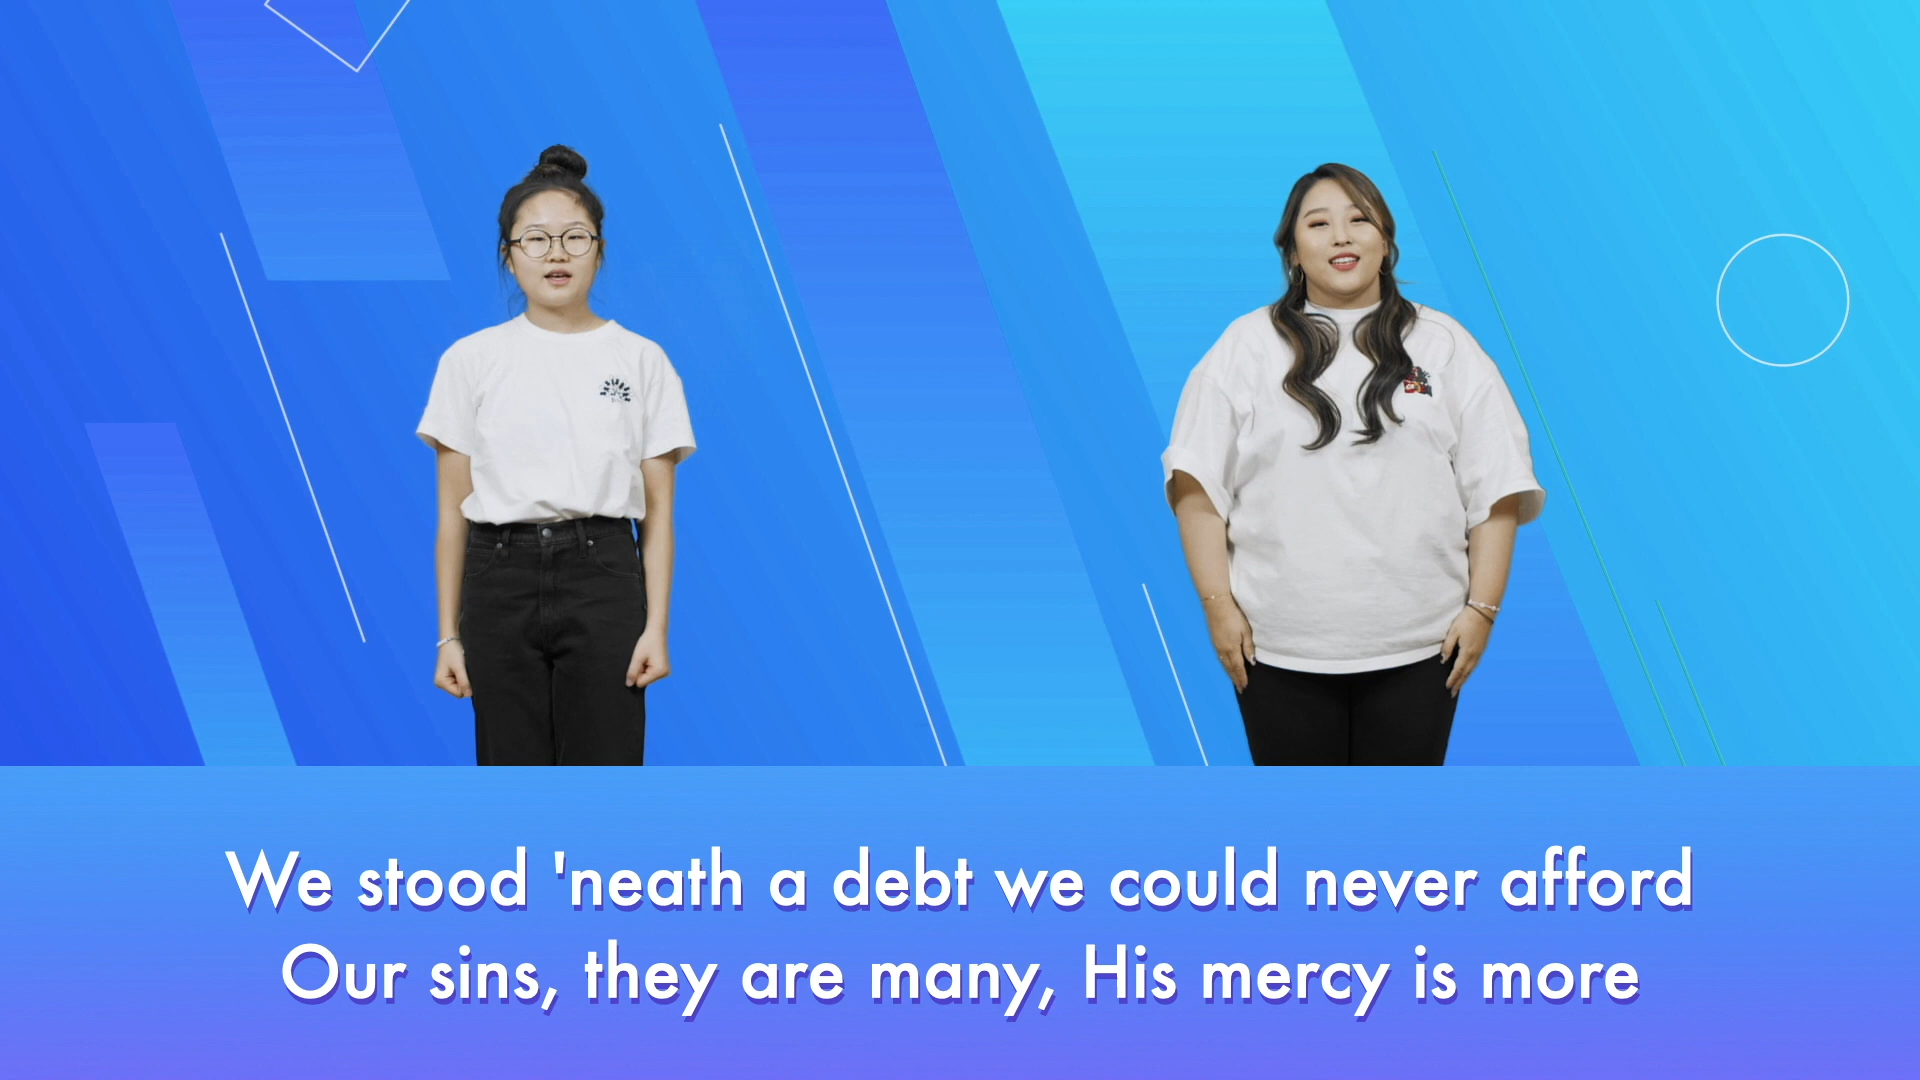 We stood 'neath a debt we could never afford
Our sins, they are many, His mercy is more